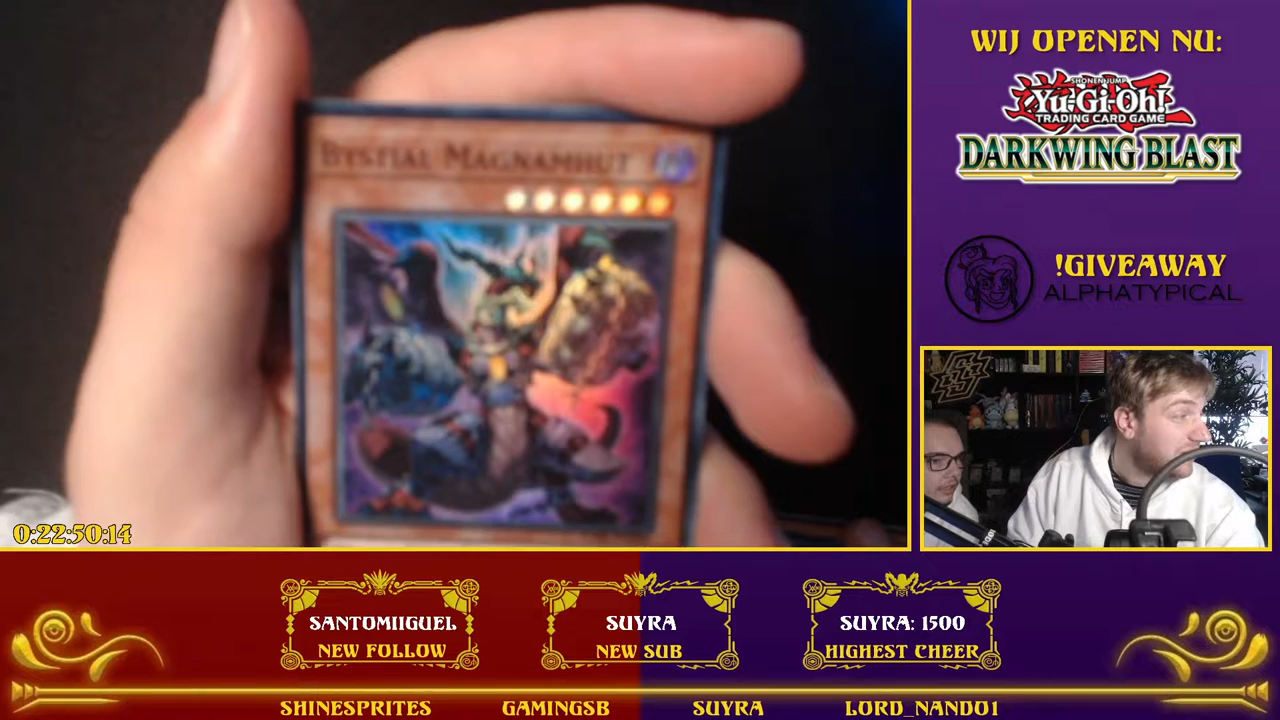 WIJ OPENEN NU:
SHONEN JUMP
Yu-Gi-Oh!
TRADING CARD GAME
DARKWING BLAST
!GIVEAWAY
ALPHATYPICAL
BYSTIAL MAGNAMHUT
0:22:50:14
SANTOMIIGUEL
NEW FOLLOW
SUYRA
NEW SUB
SUYRA: 1500
HIGHEST CHEER
SHINESPRITES
GAMINGSB
SUYRA
LORD_NANDO1